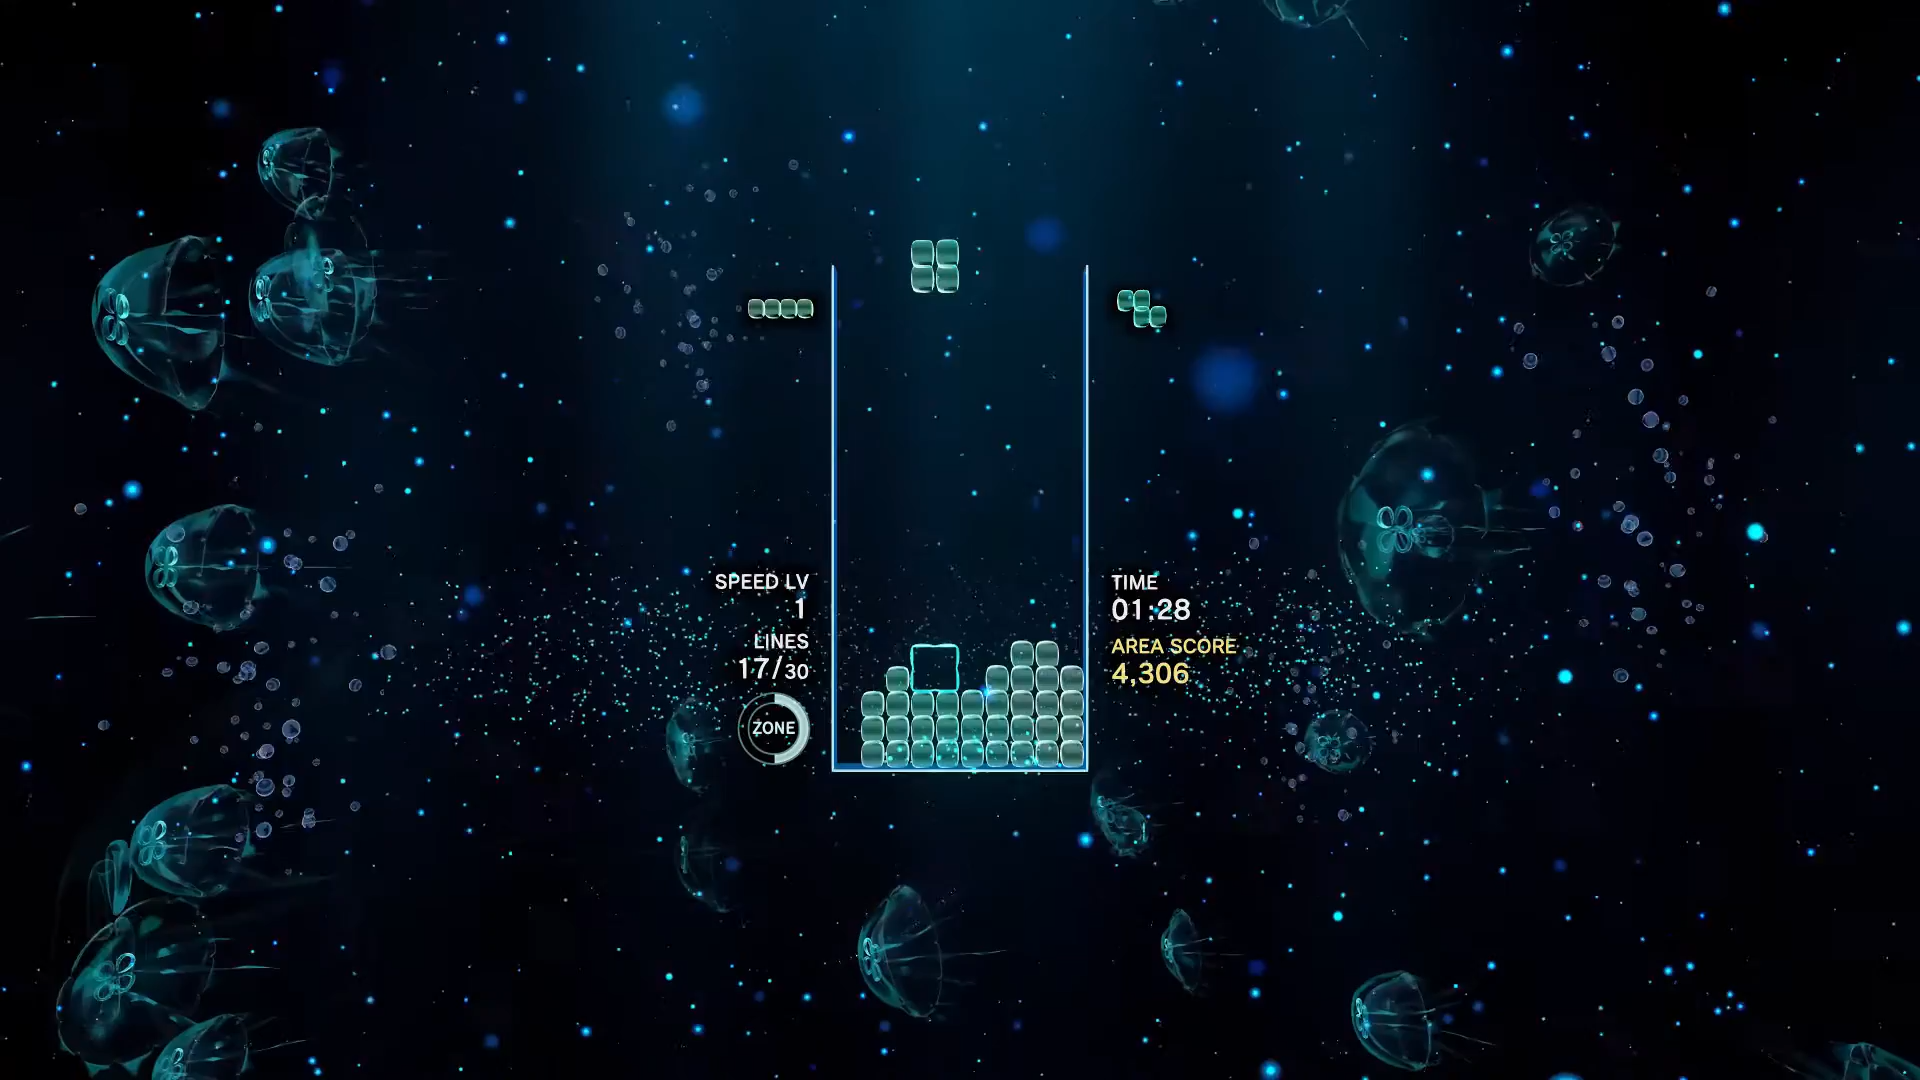 SPEED LV
1
LINES
17/30
ZONE
TIME
01:28
AREA SCORE
4,306